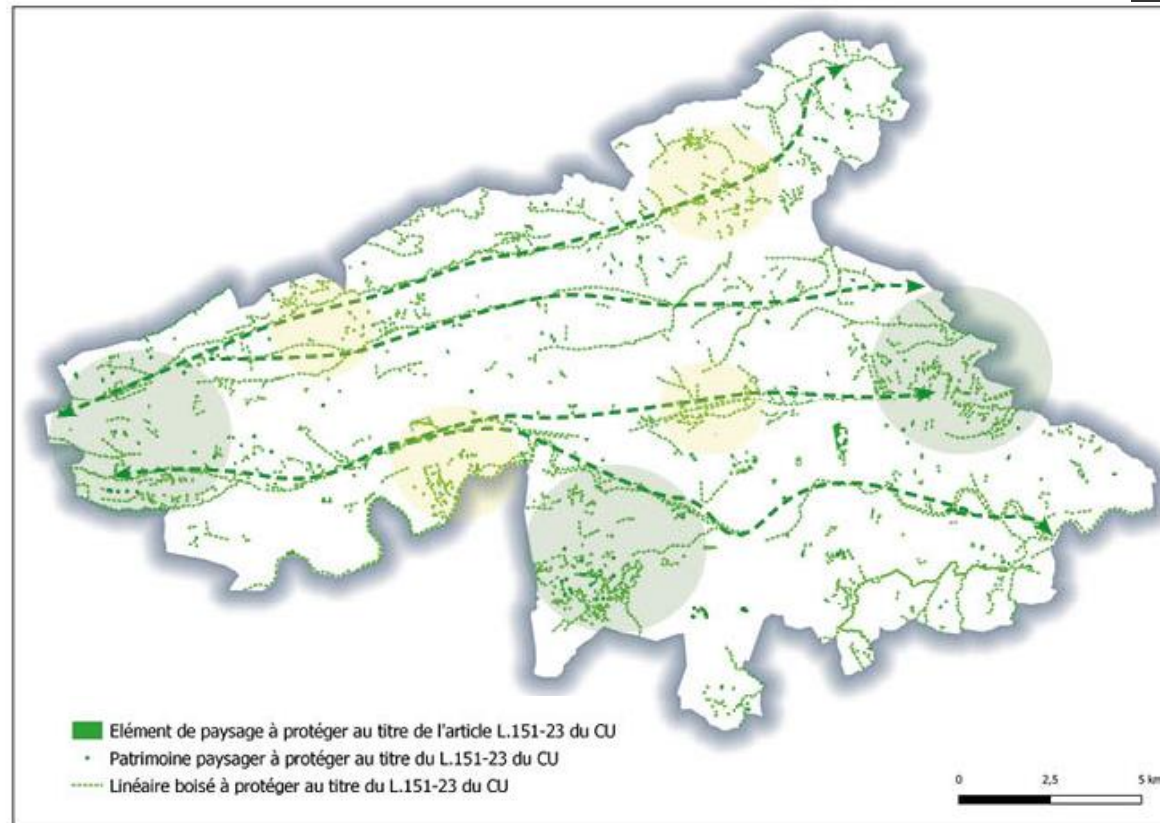 Elément de paysage à protéger au titre de l'article L.151-23 du CU
Patrimoine paysager à protéger au titre du L.151-23 du CU
Linéaire boisé à protéger au titre du L.151-23 du CU
0 2,5 5 km